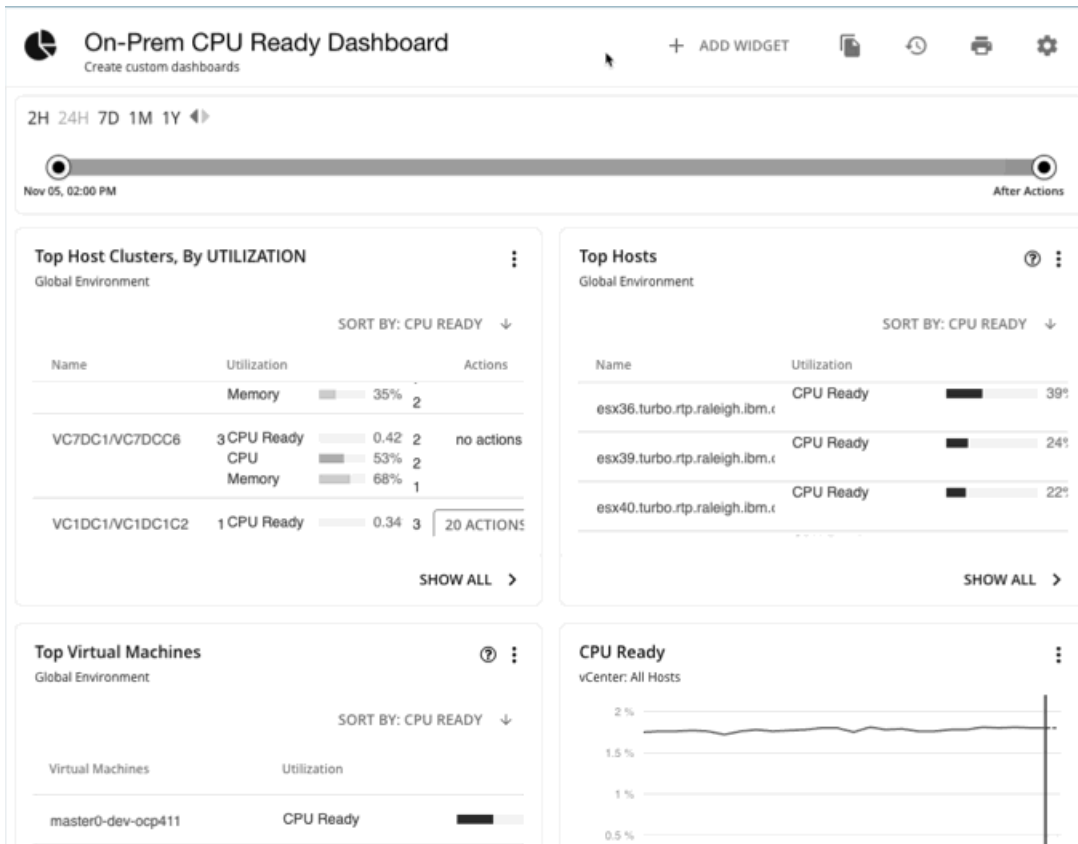 On-Prem CPU Ready Dashboard
Create custom dashboards
+ ADD WIDGET
2H 24H 7D 1M 1Y
Nov 05, 02:00 PM
After Actions
Top Host Clusters, By UTILIZATION
Global Environment
SORT BY: CPU READY ↓
Name Utilization Actions
Memory 35% 2
VC7DC1/VC7DCC6 3 CPU Ready 0.42 2 no actions
CPU 53% 2
Memory 68% 1
VC1DC1/VC1DC1C2 1 CPU Ready 0.34 3 20 ACTIONS
SHOW ALL >
Top Hosts
Global Environment
SORT BY: CPU READY ↓
Name Utilization
esx36.turbo.rtp.raleigh.ibm. CPU Ready 39%
esx39.turbo.rtp.raleigh.ibm. CPU Ready 24%
esx40.turbo.rtp.raleigh.ibm. CPU Ready 22%
SHOW ALL >
Top Virtual Machines
Global Environment
SORT BY: CPU READY ↓
Virtual Machines Utilization
master0-dev-ocp411 CPU Ready
CPU Ready
vCenter: All Hosts
2 %
1.5 %
1 %
0.5 %